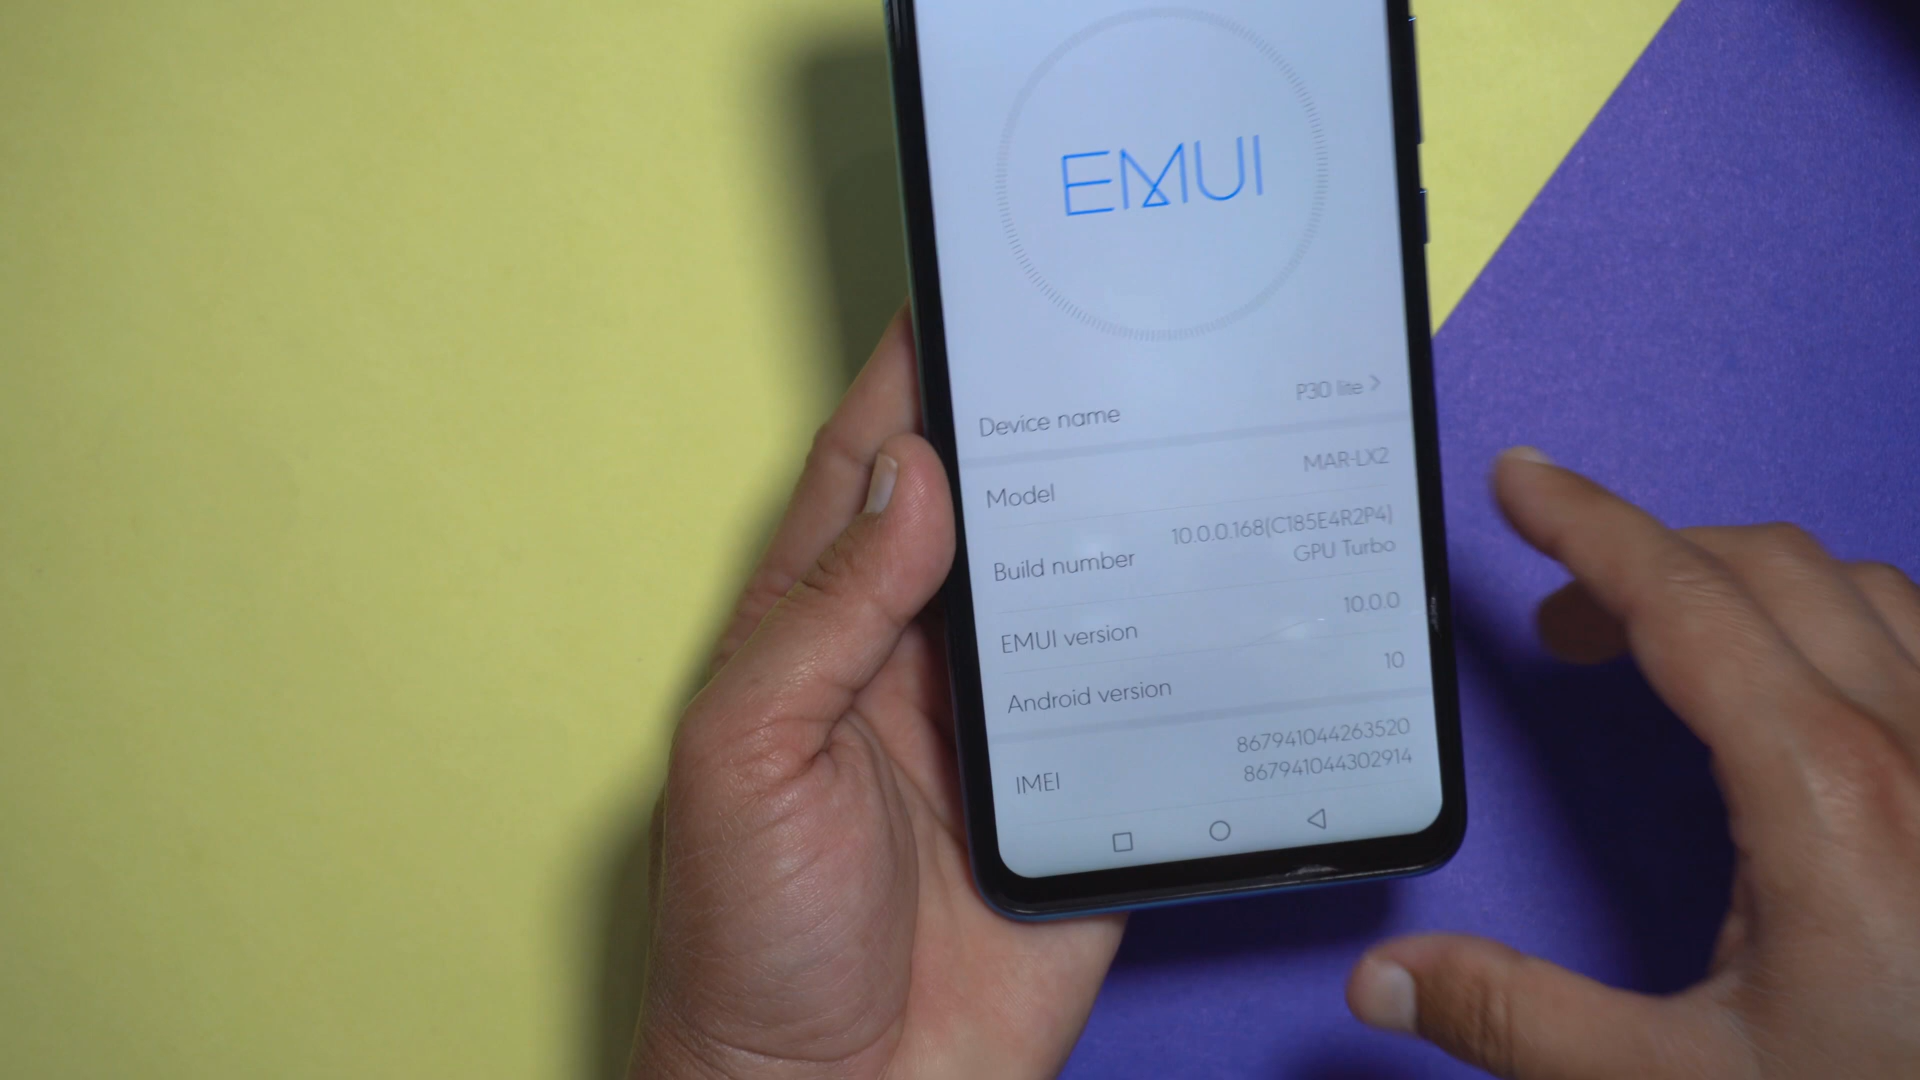 EMUI
Device name P30 lite
Model MAR-LX2
Build number 10.0.0.168(C185E4R2P4)
GPU Turbo
EMUI version 10.0.0
Android version 10
IMEI 867941044263520
867941044302914